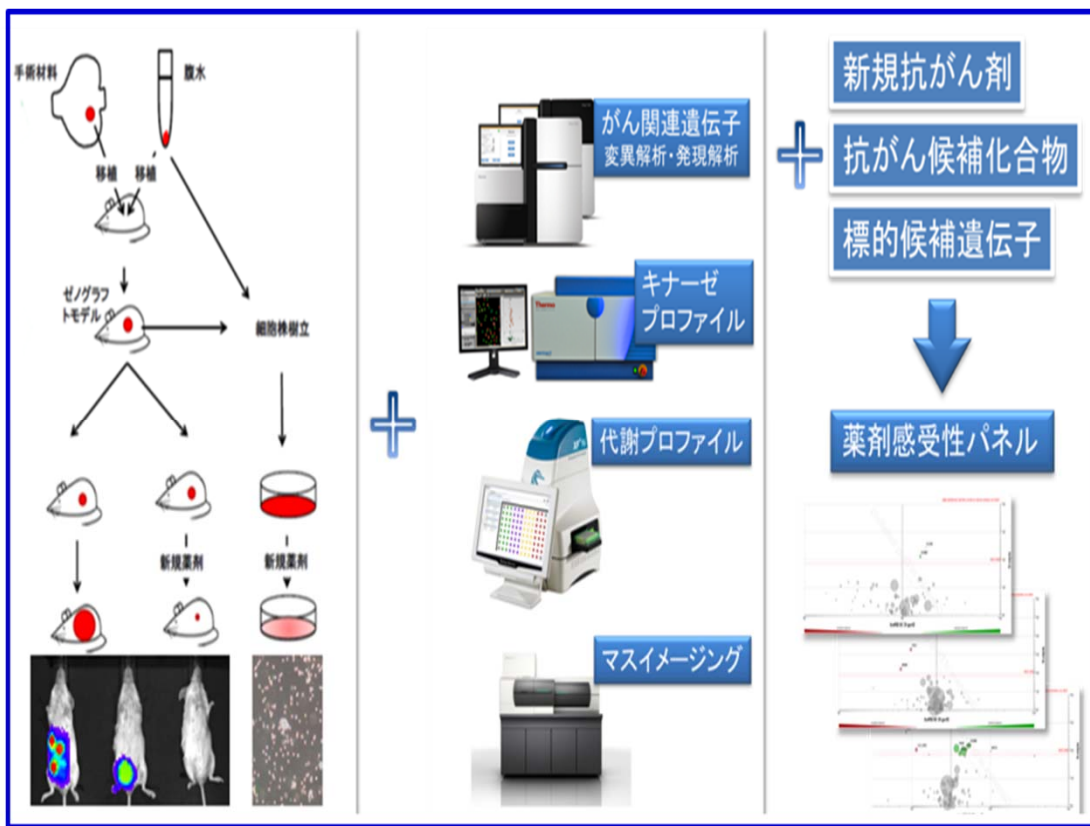 手術材料
腹水
移植
移植
ゼノグラフ
トモデル
細胞株樹立
新規薬剤
新規薬剤
がん関連遺伝子
変異解析・発現解析
キナーゼ
プロファイル
Thermo
代謝プロファイル
マスイメージング
新規抗がん剤
抗がん候補化合物
標的候補遺伝子
薬剤感受性パネル